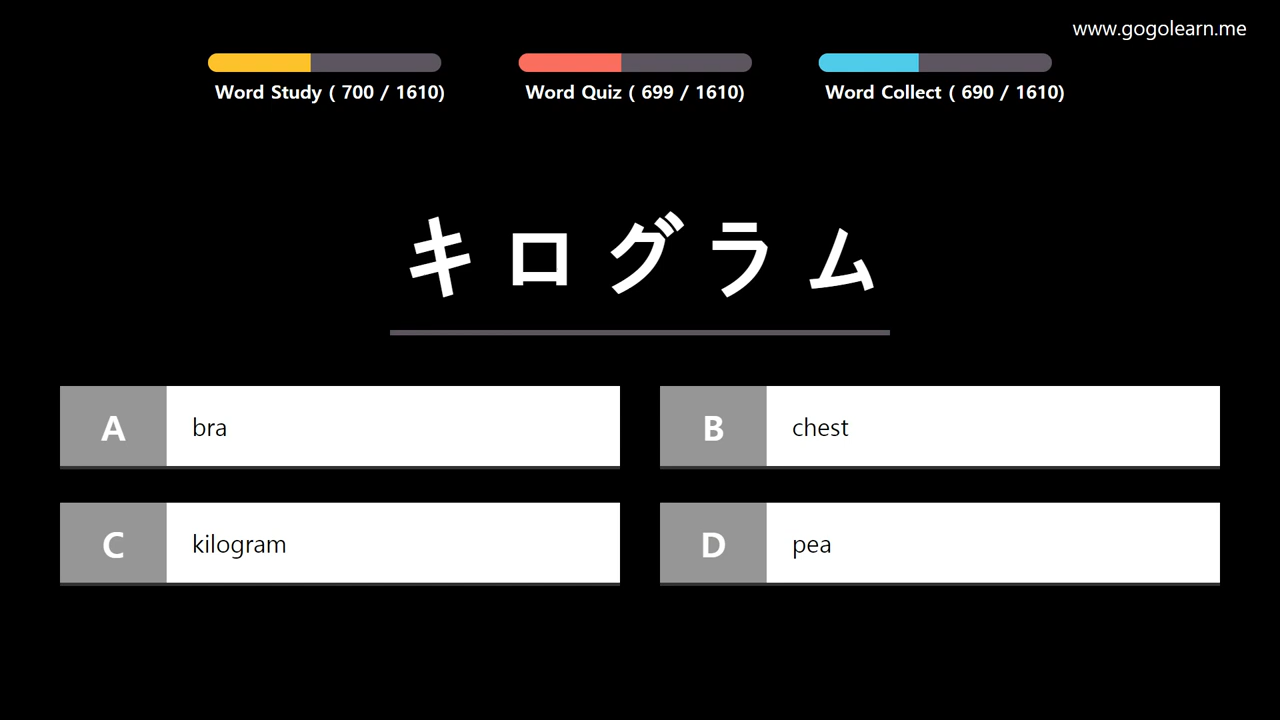 www.gogolearn.me
Word Study ( 700 / 1610)
Word Quiz ( 699 / 1610)
Word Collect ( 690 / 1610)
キログラム
A bra
B chest
C kilogram
D pea